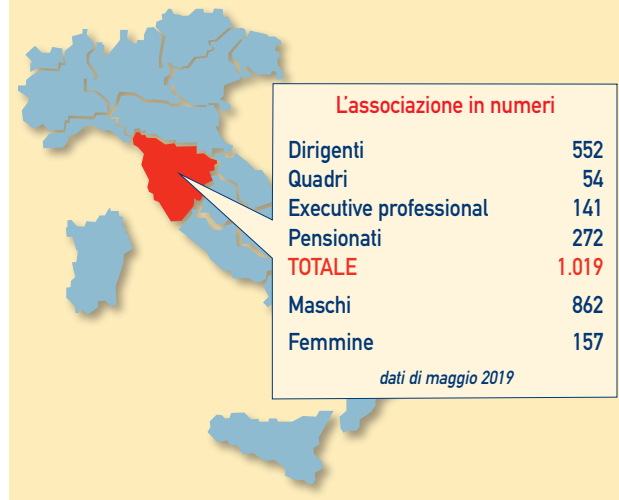 L'associazione in numeri
Dirigenti 552
Quadri 54
Executive professional 141
Pensionati 272
TOTALE 1.019
Maschi 862
Femmine 157
dati di maggio 2019